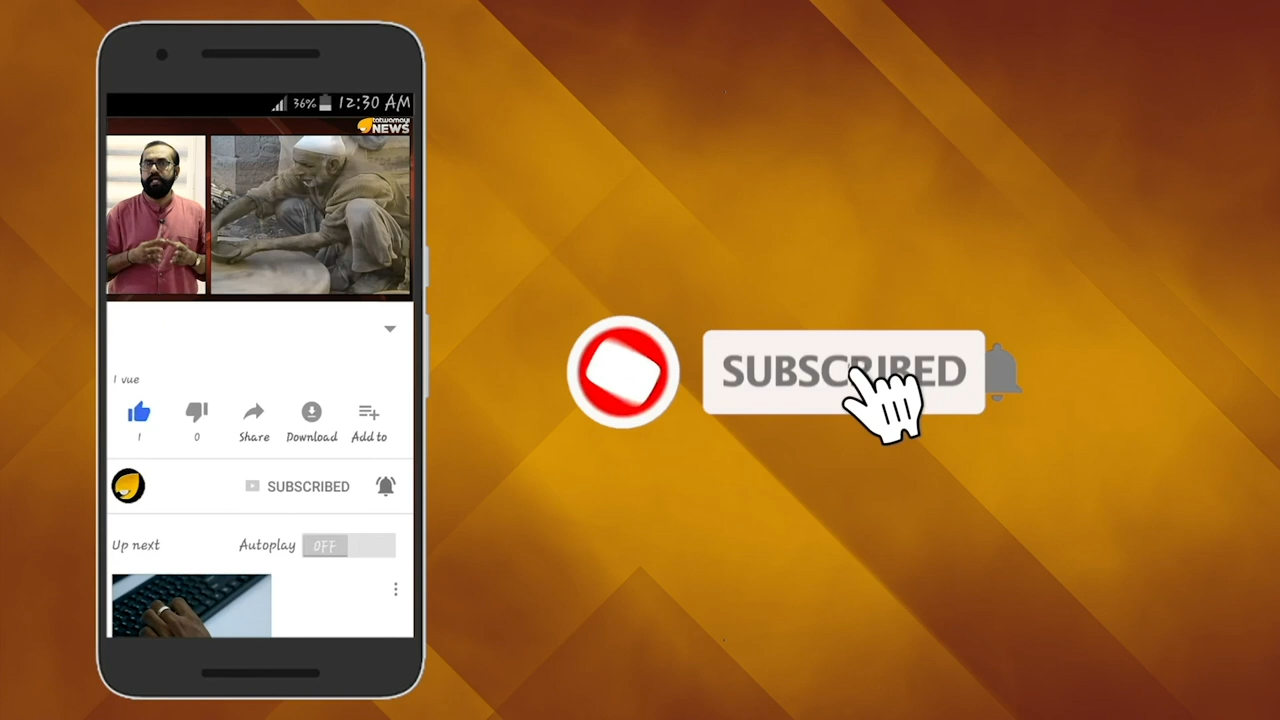 36% 12:30 AM
tatwamayi
NEWS
1 vue
1
0
Share
Download
Add to
SUBSCRIBED
Up next
Autoplay
OFF
SUBSCRIBED